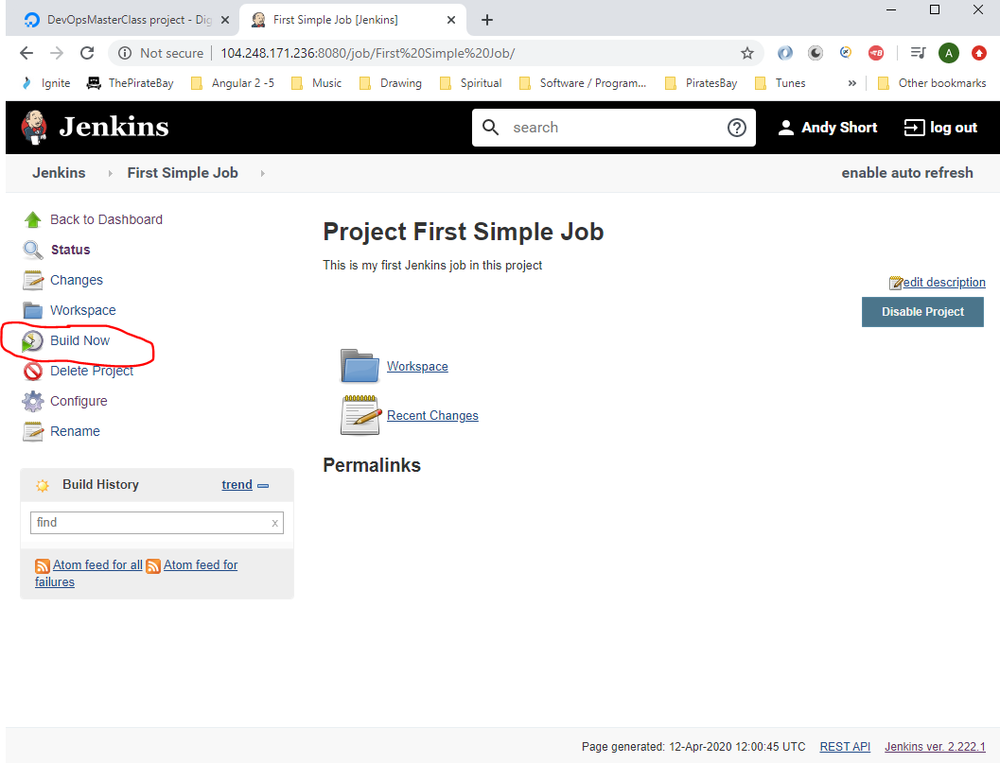 DevOpsMasterClass project - Dig
First Simple Job [Jenkins]
Not secure
104.248.171.236:8080/job/First%20Simple%20Job/
A
Ignite
ThePirateBay
Angular 2 -5
Music
Drawing
Spiritual
Software / Program...
PiratesBay
Tunes
»
Other bookmarks
Jenkins
search
?
Andy Short
log out
Jenkins
First Simple Job
enable auto refresh
Back to Dashboard
Status
Changes
Workspace
Build Now
Delete Project
Configure
Rename
Build History
trend
find
x
Atom feed for all
Atom feed for
failures
Project First Simple Job
This is my first Jenkins job in this project
edit description
Disable Project
Workspace
Recent Changes
Permalinks
Page generated: 12-Apr-2020 12:00:45 UTC
REST API
Jenkins ver. 2.222.1